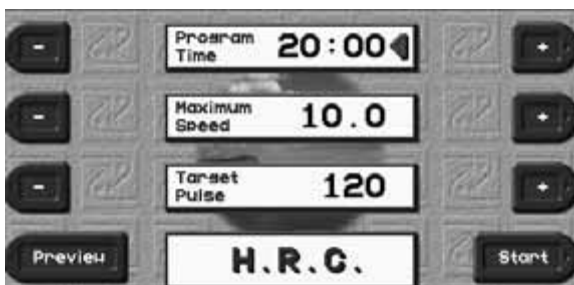 - Program Time 20:00 +
- Maximum Speed 10.0 +
- Target Pulse 120 +
Preview H.R.C. Start